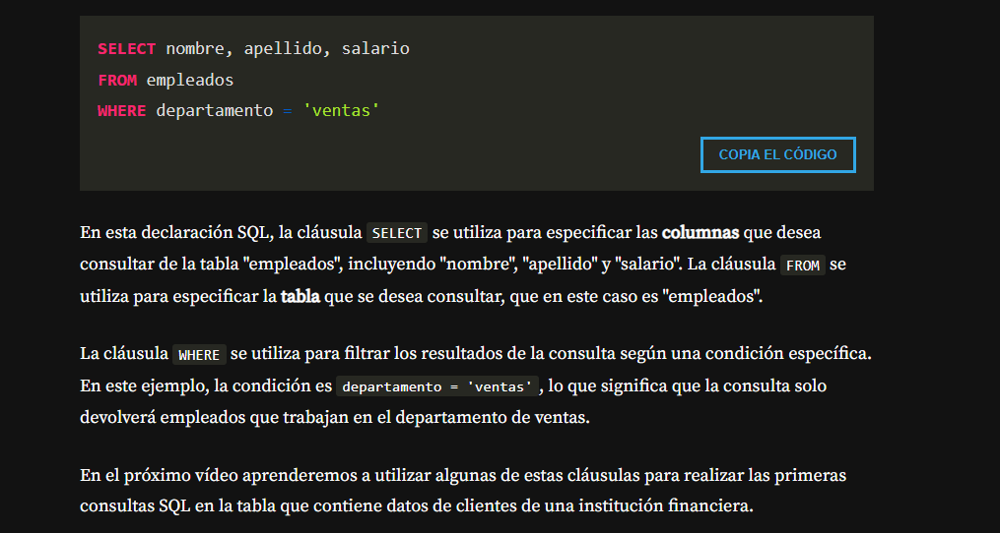 SELECT nombre, apellido, salario
FROM empleados
WHERE departamento = 'ventas'
COPIA EL CÓDIGO
En esta declaración SQL, la cláusula SELECT se utiliza para especificar las columnas que desea
consultar de la tabla "empleados", incluyendo "nombre", "apellido" y "salario". La cláusula FROM se
utiliza para especificar la tabla que se desea consultar, que en este caso es "empleados".
La cláusula WHERE se utiliza para filtrar los resultados de la consulta según una condición específica.
En este ejemplo, la condición es departamento = 'ventas', lo que significa que la consulta solo
devolverá empleados que trabajan en el departamento de ventas.
En el próximo vídeo aprenderemos a utilizar algunas de estas cláusulas para realizar las primeras
consultas SQL en la tabla que contiene datos de clientes de una institución financiera.